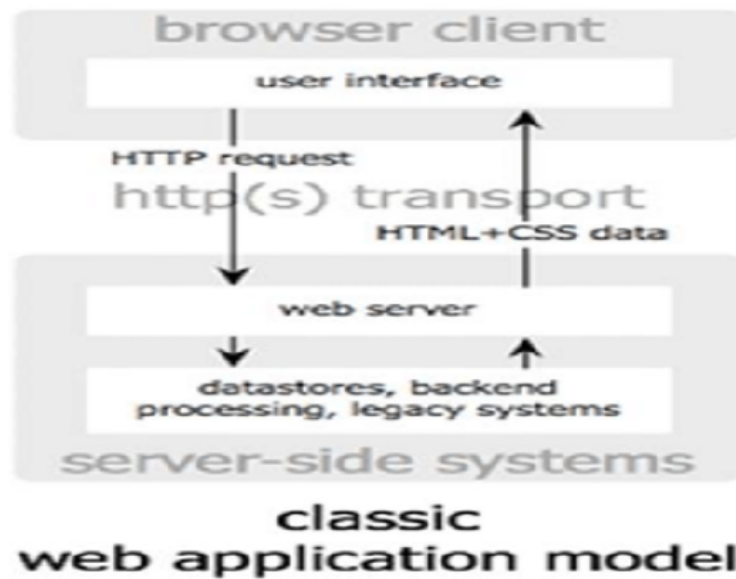 browser client
user interface
HTTP request
http(s) transport
HTML+CSS data
web server
datastores, backend
processing, legacy systems
server-side systems
classic
web application model